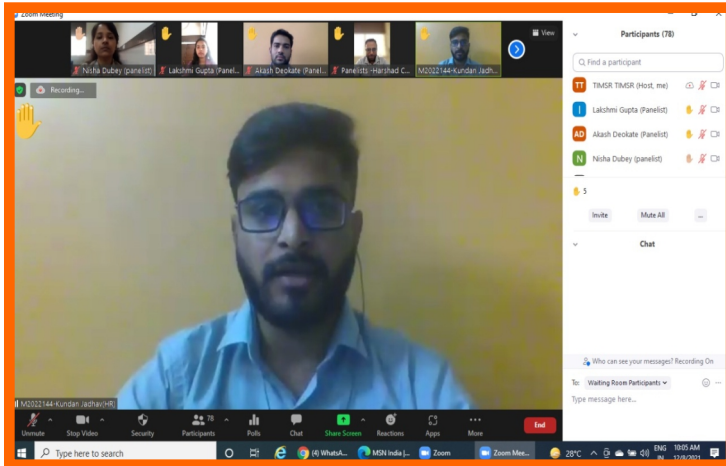 Zoom Meeting
View
Nisha Dubey (panelist)
Lakshmi Gupta (Panel...
Akash Deokate (Panel...
Panelists -Harshad C...
M2022144-Kundan Jadh...
Recording...
M2022144-Kundan Jadhav(HR)
Unmute
Stop Video
Security
78
Participants
Polls
Chat
Share Screen
Reactions
Apps
More
End
Participants (78)
Find a participant
TT TIMSR TIMSR (Host, me)
L Lakshmi Gupta (Panelist)
AD Akash Deokate (Panelist)
N Nisha Dubey (panelist)
5
Invite Mute All ...
Chat
Who can see your messages? Recording On
To: Waiting Room Participants
Type message here...
Type here to search
(4) WhatsA...
MSN India |...
Zoom
Zoom Mee...
28°C
ENG
IN
10:05 AM